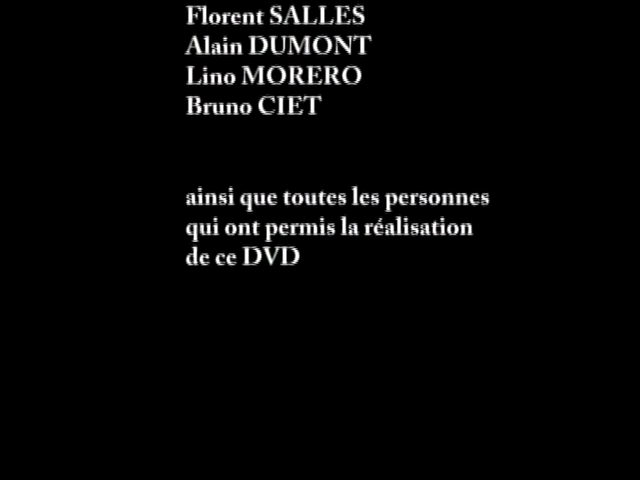 Florent SALLES
Alain DUMONT
Lino MORERO
Bruno CIET
ainsi que toutes les personnes
qui ont permis la réalisation
de ce DVD